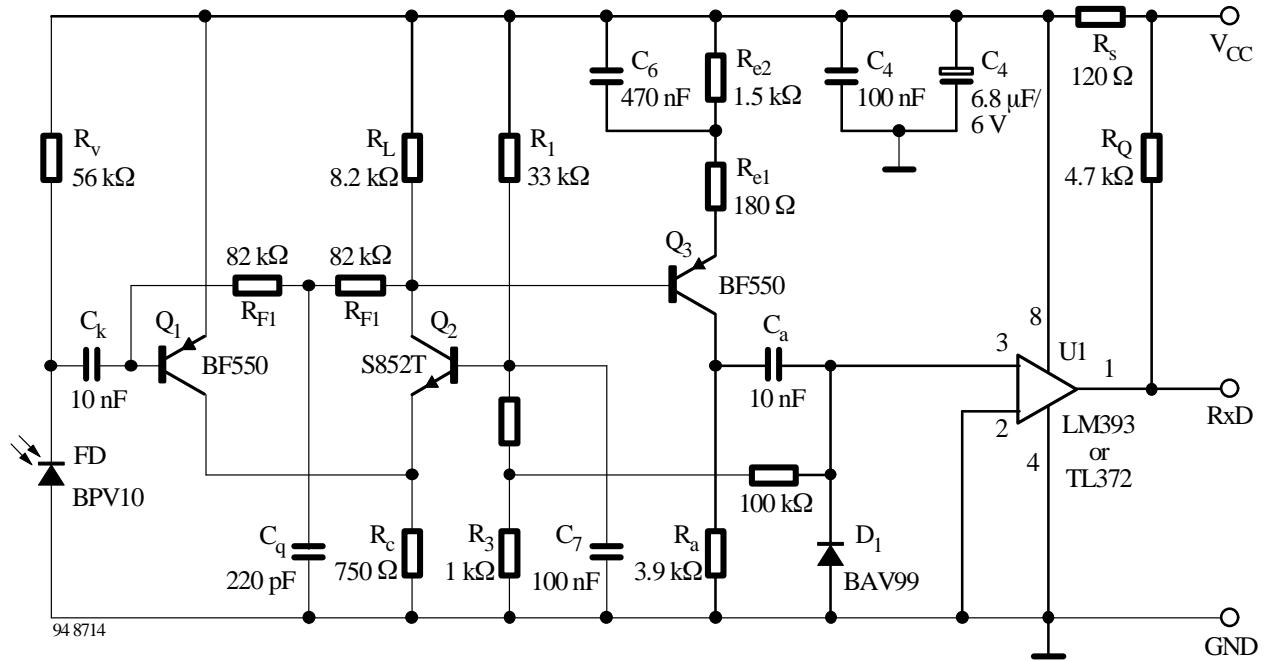 C6
470 nF
Re2
1.5 kΩ
C4
100 nF
C4
6.8 µF/
6 V
Rs
120 Ω
VCC
Rv
56 kΩ
RL
8.2 kΩ
R1
33 kΩ
Re1
180 Ω
RQ
4.7 kΩ
82 kΩ
RF1
82 kΩ
RF1
Q3
BF550
Ck
10 nF
Q1
BF550
Q2
S852T
Ca
10 nF
8
3
2
4
U1
1
LM393
or
TL372
RxD
FD
BPV10
100 kΩ
Cq
220 pF
Rc
750 Ω
R3
1 kΩ
C7
100 nF
Ra
3.9 kΩ
D1
BAV99
94 8714
GND